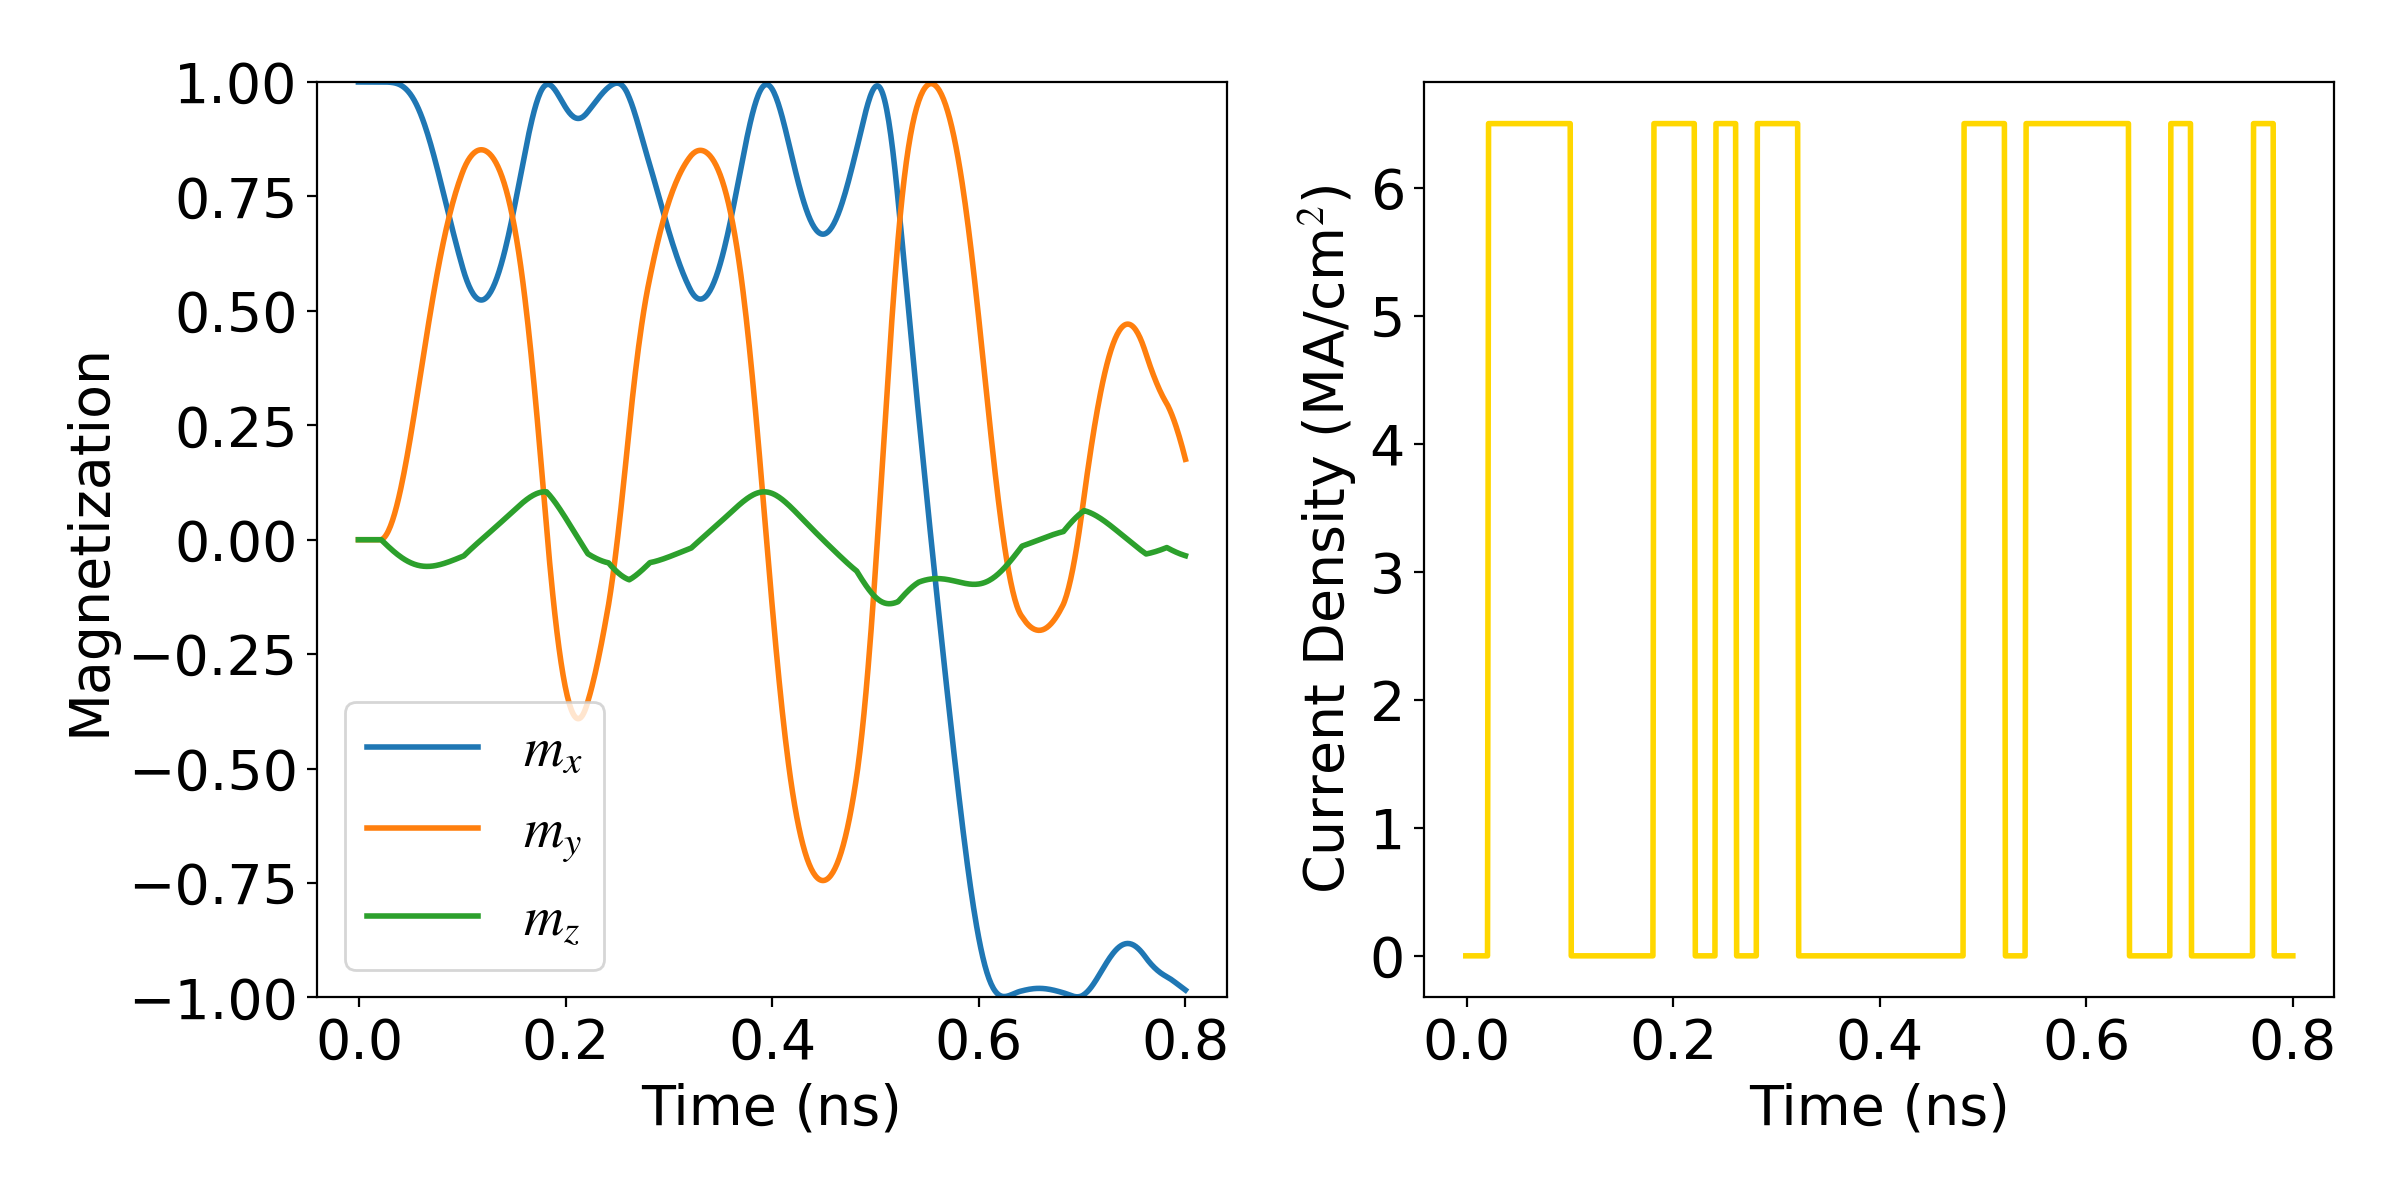 Magnetization
1.00
0.75
0.50
0.25
0.00
−0.25
−0.50
−0.75
−1.00
0.0 0.2 0.4 0.6 0.8
Time (ns)
m_x
m_y
m_z
Current Density (MA/cm²)
6
5
4
3
2
1
0
0.0 0.2 0.4 0.6 0.8
Time (ns)